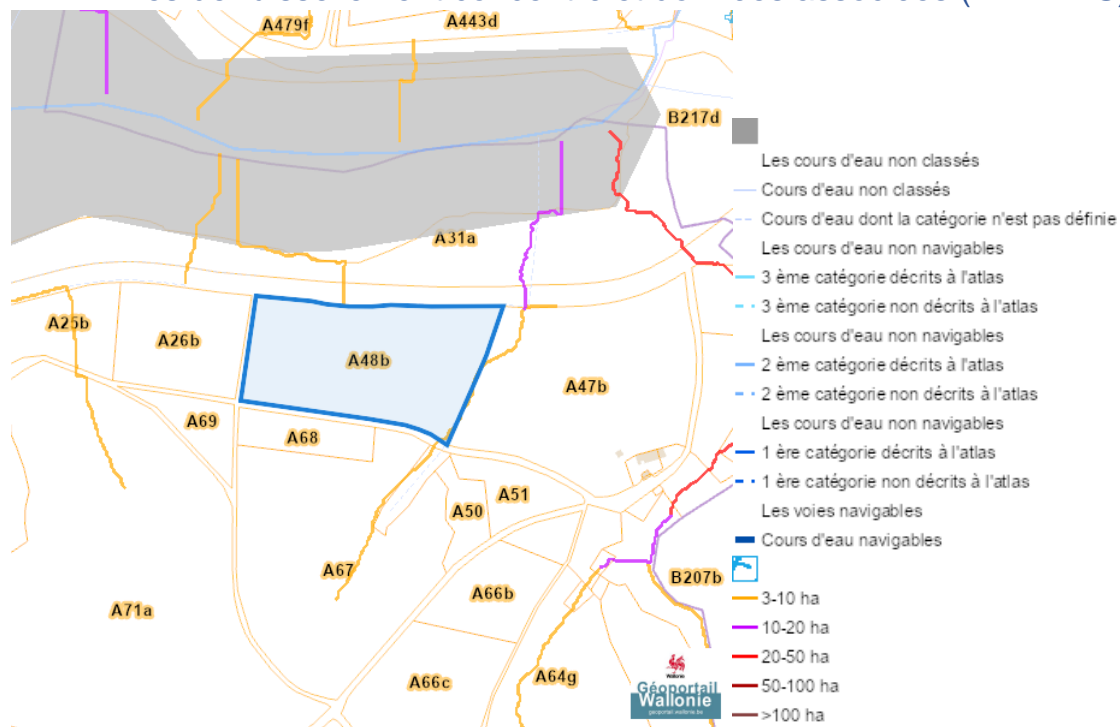 A479f
A443d
B217d
A31a
A25b
A26b
A48b
A47b
A69
A68
A51
A50
A67
A66b
B207b
A71a
A66c
A64g
Wallonie
Géoportail
Wallonie
geoportail.wallonie.be
Les cours d'eau non classés
Cours d'eau non classés
Cours d'eau dont la catégorie n'est pas définie
Les cours d'eau non navigables
3 ème catégorie décrits à l'atlas
3 ème catégorie non décrits à l'atlas
Les cours d'eau non navigables
2 ème catégorie décrits à l'atlas
2 ème catégorie non décrits à l'atlas
Les cours d'eau non navigables
1 ère catégorie décrits à l'atlas
1 ère catégorie non décrits à l'atlas
Les voies navigables
Cours d'eau navigables
3-10 ha
10-20 ha
20-50 ha
50-100 ha
>100 ha